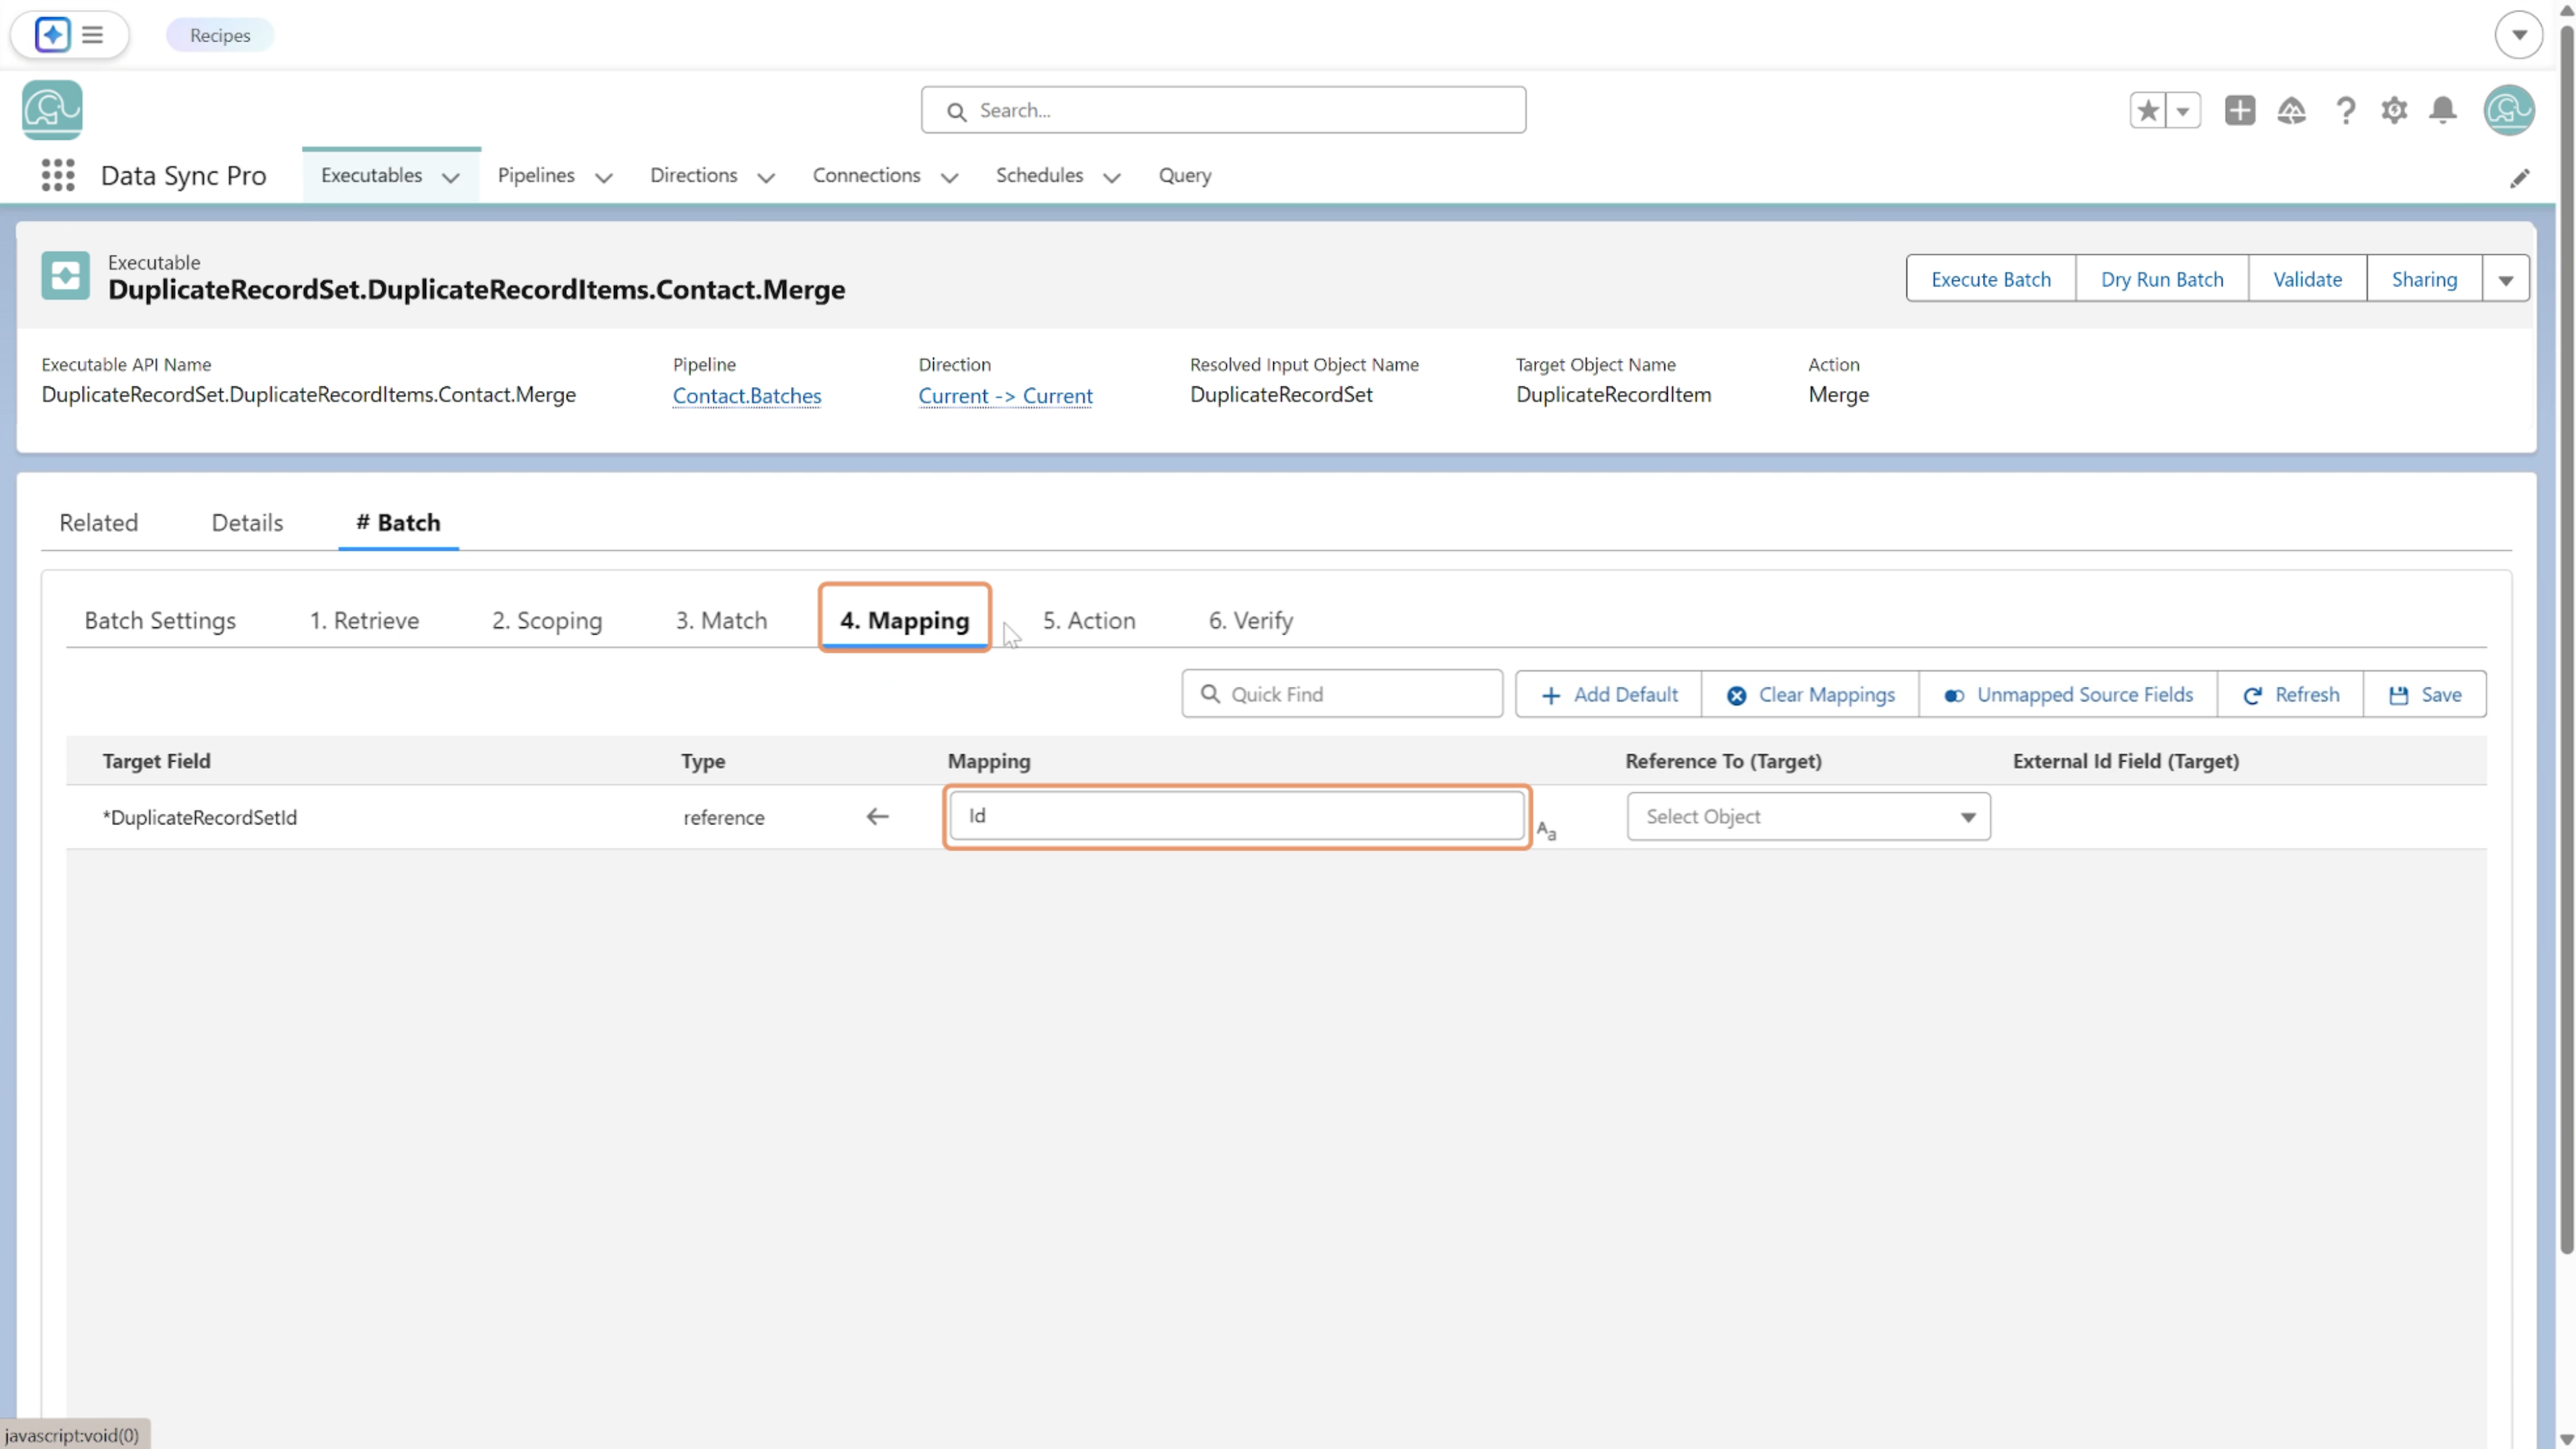 Recipes
Search...
Data Sync Pro
Executables
Pipelines
Directions
Connections
Schedules
Query
Executable
DuplicateRecordSet.DuplicateRecordItems.Contact.Merge
Execute Batch
Dry Run Batch
Validate
Sharing
Executable API Name
DuplicateRecordSet.DuplicateRecordItems.Contact.Merge
Pipeline
Contact.Batches
Direction
Current -> Current
Resolved Input Object Name
DuplicateRecordSet
Target Object Name
DuplicateRecordItem
Action
Merge
Related
Details
# Batch
Batch Settings
1. Retrieve
2. Scoping
3. Match
4. Mapping
5. Action
6. Verify
Quick Find
Add Default
Clear Mappings
Unmapped Source Fields
Refresh
Save
Target Field
Type
Mapping
Reference To (Target)
External Id Field (Target)
*DuplicateRecordSetId
reference
Id
Aa
Select Object
javascript:void(0)